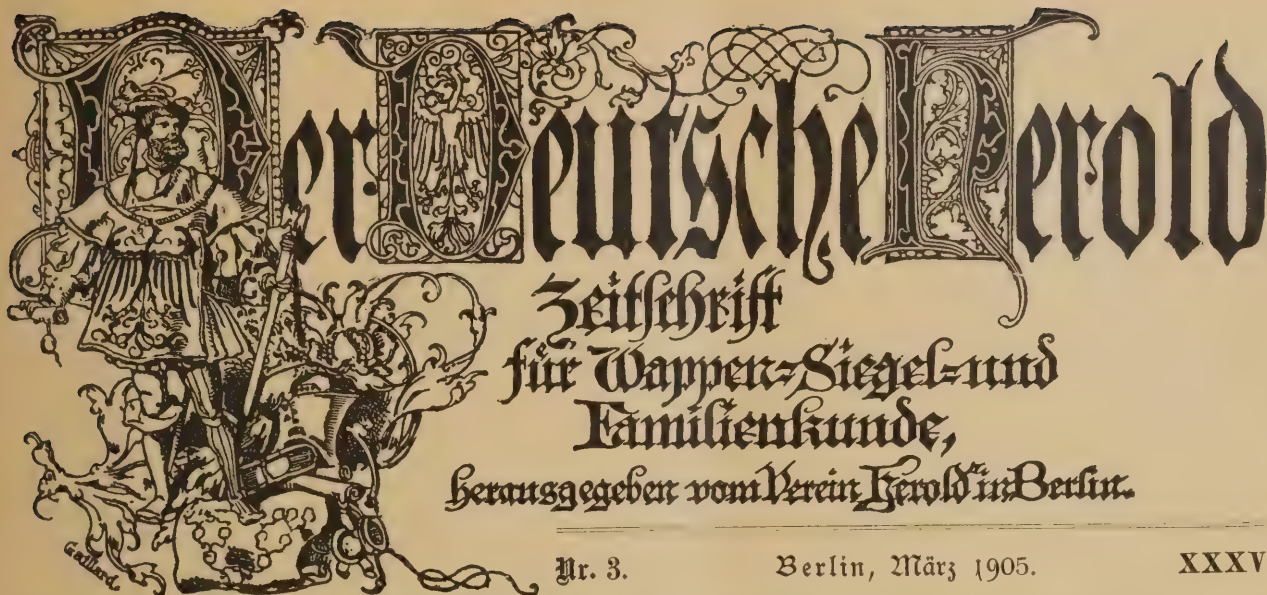 Der Deutsche Herold
Zeitschrift
für Wappen-Siegel-und
Familienkunde,
herausgegeben vom Verein „Herold“ in Berlin.
Nr. 3. Berlin, März 1905. XXXV
Gaillard.